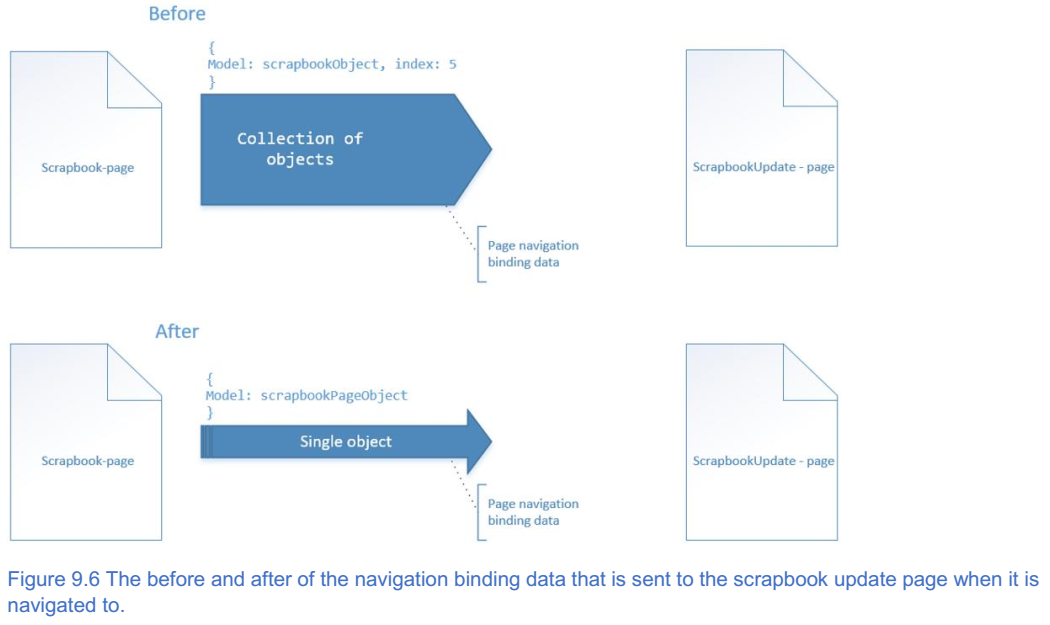 Before
{
Model: scrapbookObject, index: 5
}
Collection of
objects
Scrapbook-page
ScrapbookUpdate - page
Page navigation
binding data
After
{
Model: scrapbookPageObject
}
Single object
Scrapbook-page
ScrapbookUpdate - page
Page navigation
binding data
Figure 9.6 The before and after of the navigation binding data that is sent to the scrapbook update page when it is
navigated to.